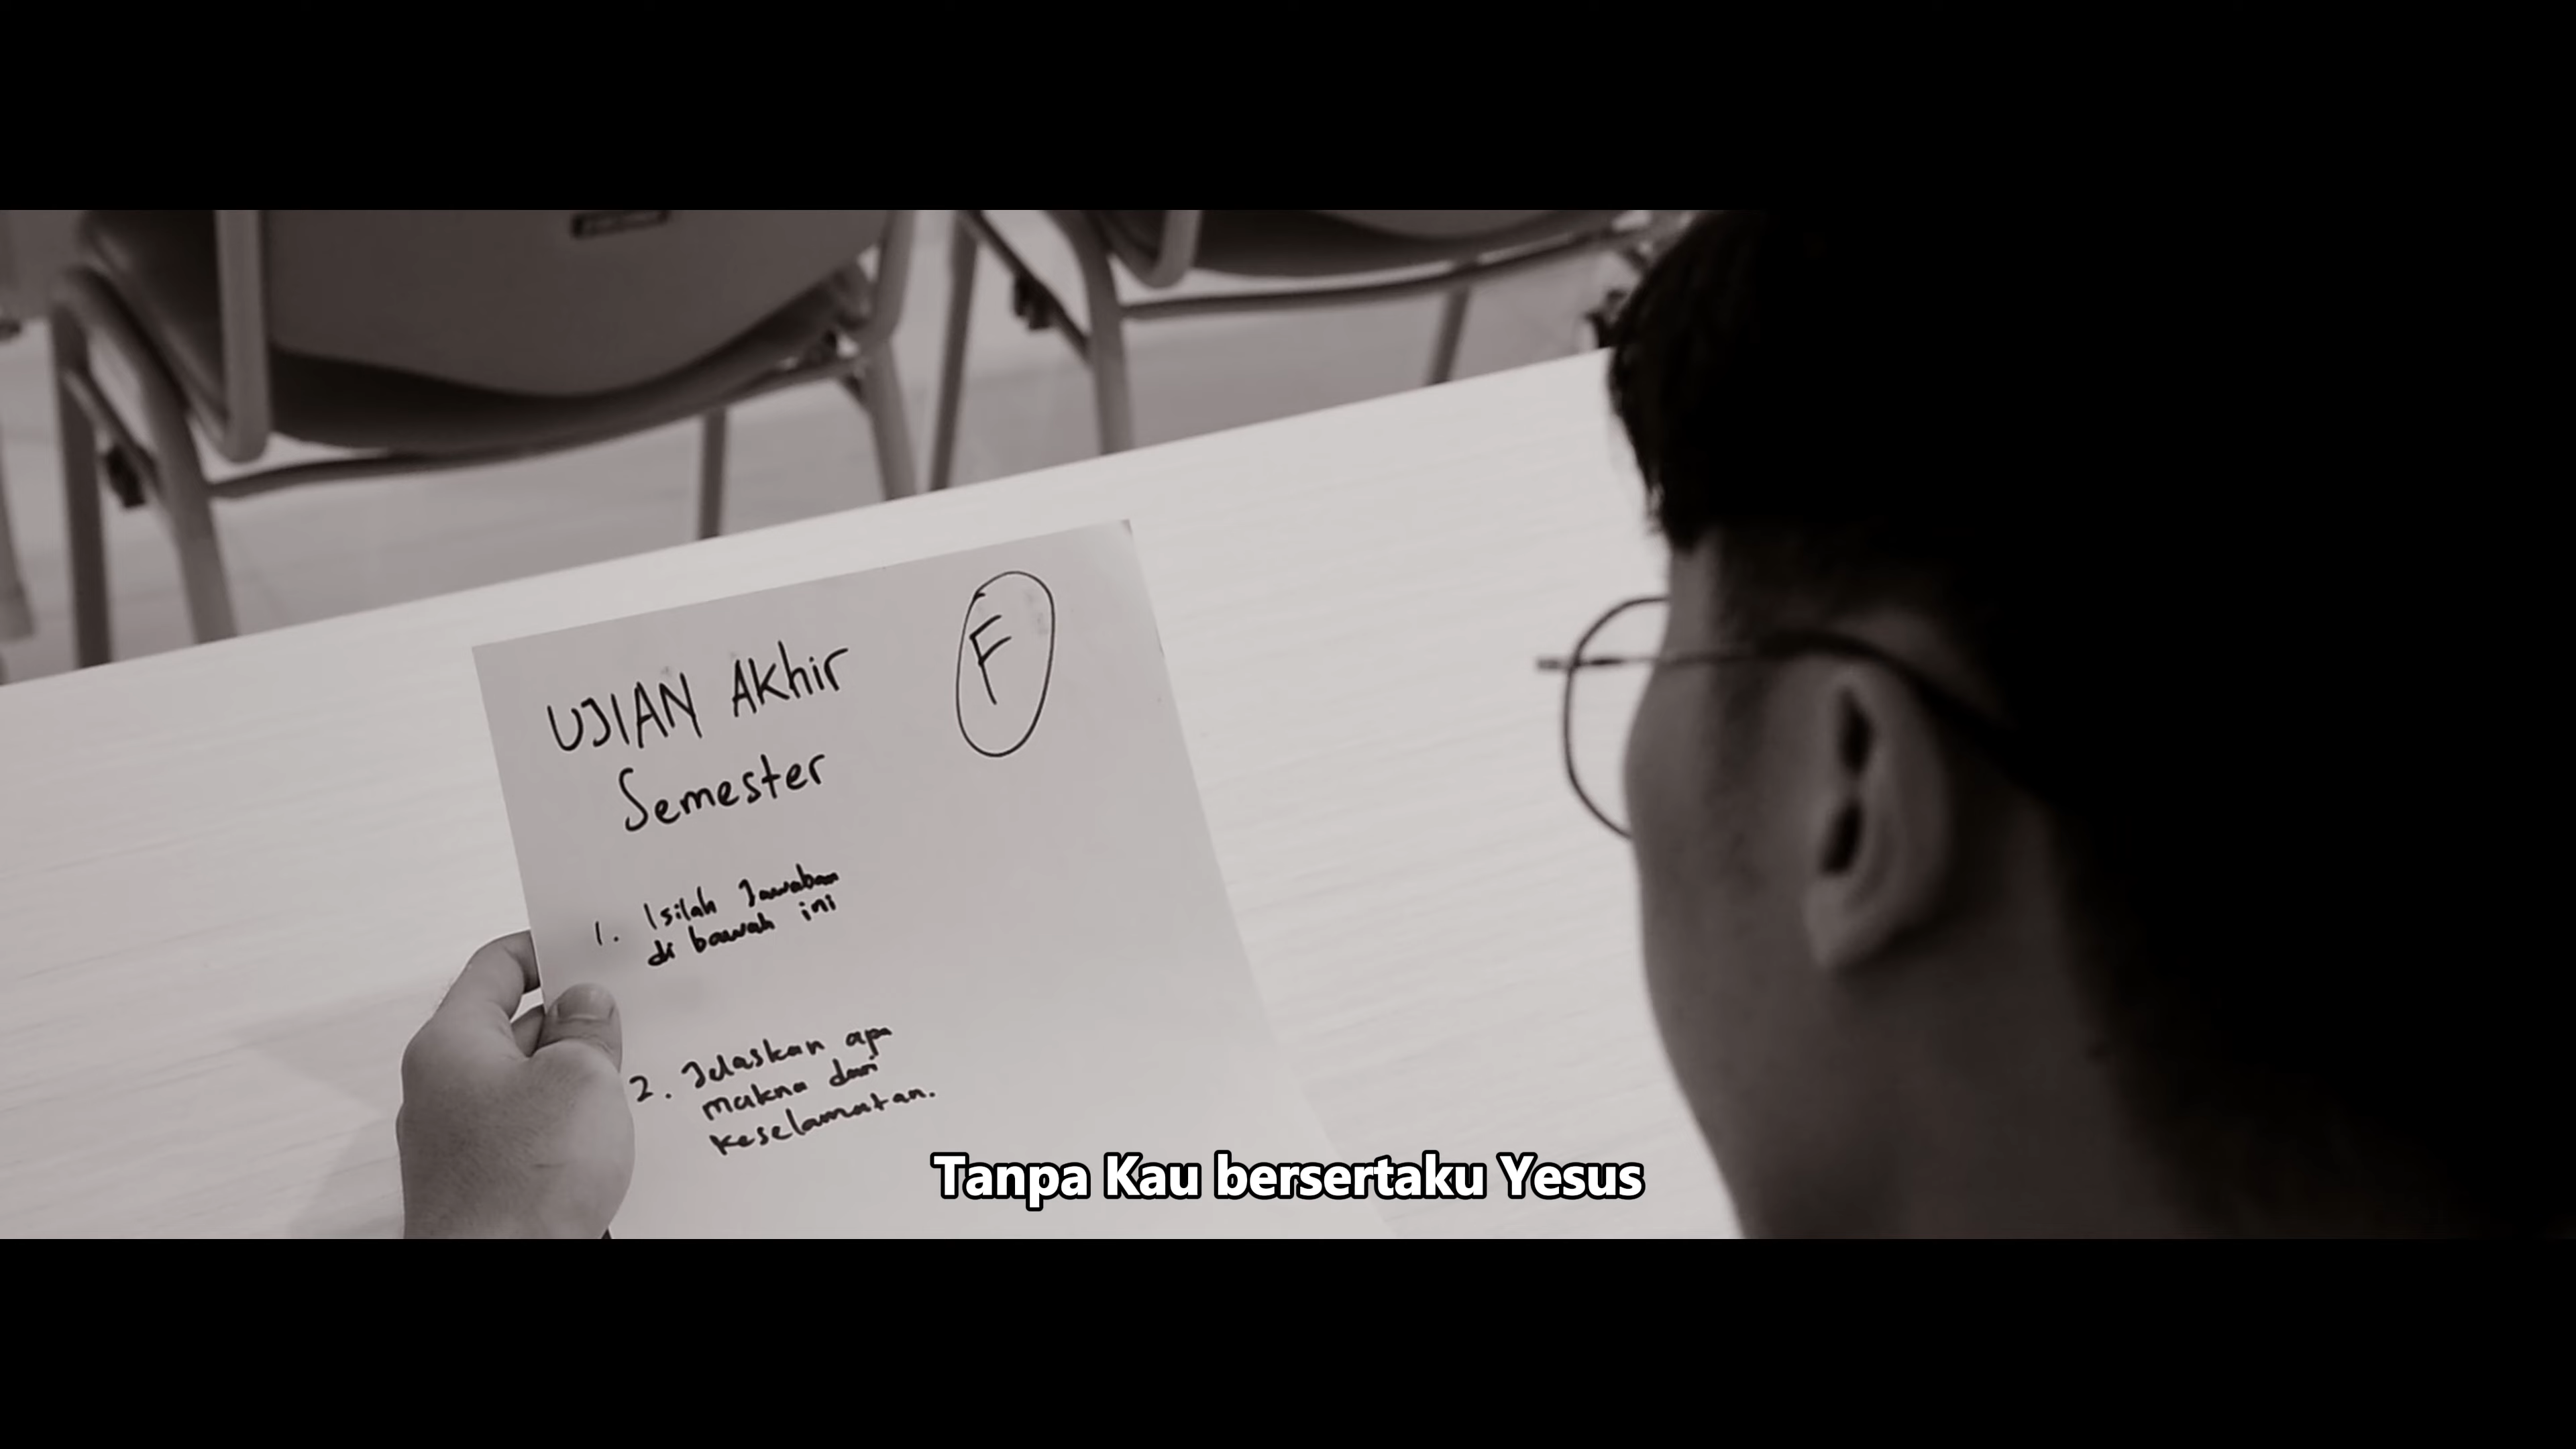 UJIAN Akhir
Semester
F
1. Isilah Jawaban
di bawah ini
2. Jelaskan apa
makna dari
keselamatan.
Tanpa Kau bersertaku Yesus